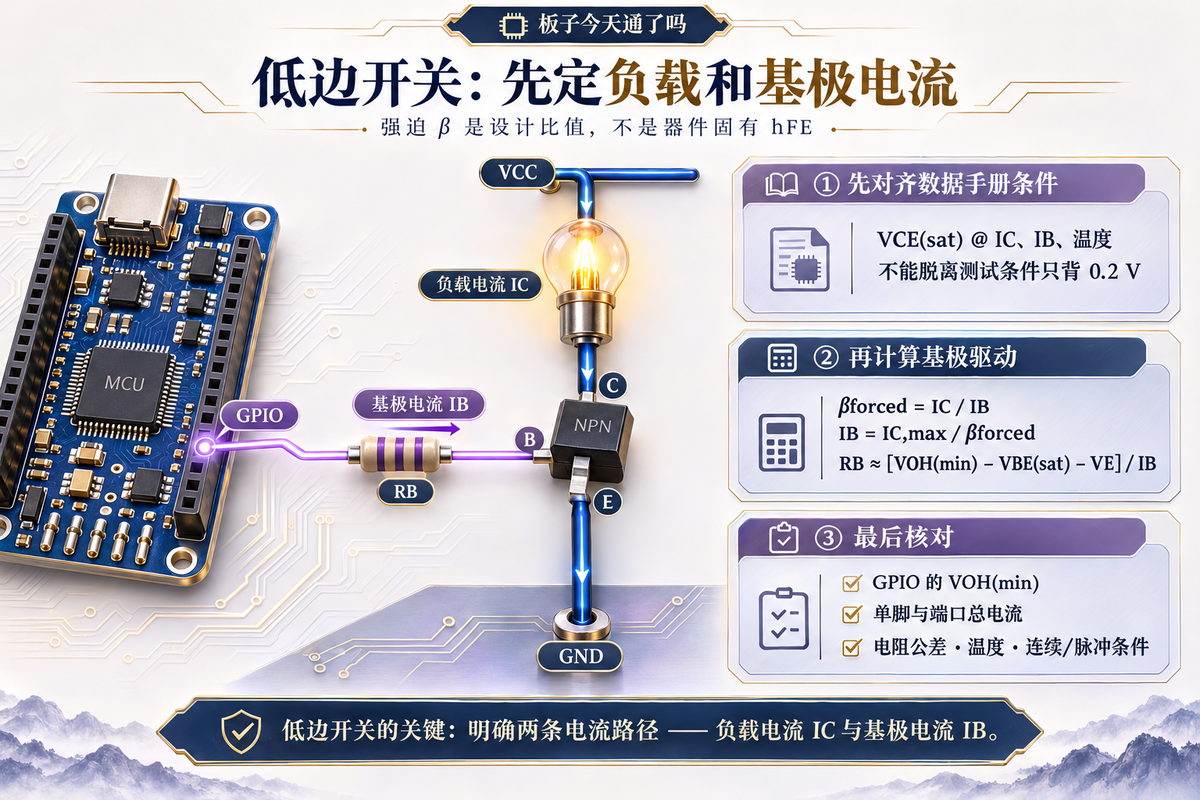 板子今天通了吗
低边开关：先定负载和基极电流
强迫 β 是设计比值，不是器件固有 hFE
VCC
负载电流 IC
C
MCU
GPIO
基极电流 IB
B
NPN
RB
E
GND
① 先对齐数据手册条件
VCE(sat) @ IC、IB、温度
不能脱离测试条件只背 0.2 V
② 再计算基极驱动
βforced = IC / IB
IB = IC,max / βforced
RB ≈ [VOH(min) – VBE(sat) – VE] / IB
③ 最后核对
GPIO 的 VOH(min)
单脚与端口总电流
电阻公差・温度・连续/脉冲条件
低边开关的关键：明确两条电流路径 —— 负载电流 IC 与基极电流 IB。